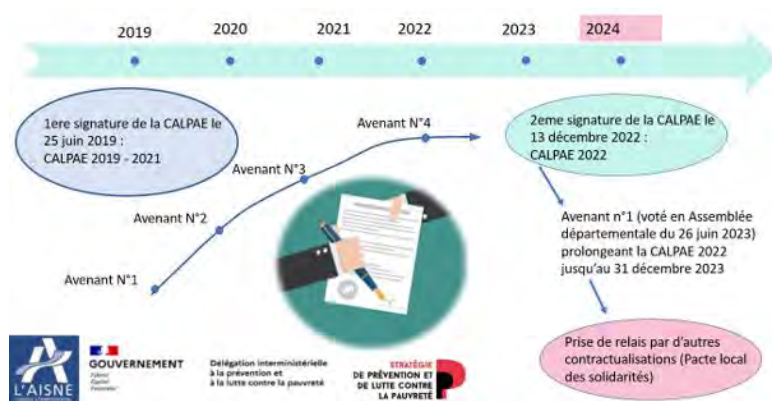 2019
2020
2021
2022
2023
2024
1ere signature de la CALPAE le
25 juin 2019 :
CALPAE 2019 - 2021
Avenant N°1
Avenant N°2
Avenant N°3
Avenant N°4
2eme signature de la CALPAE le
13 décembre 2022 :
CALPAE 2022
Avenant n°1 (voté en Assemblée
départementale du 26 juin 2023)
prolongeant la CALPAE 2022
jusqu'au 31 décembre 2023
Prise de relais par d'autres
contractualisations (Pacte local
des solidarités)
L'AISNE
GOUVERNEMENT
Liberté
Égalité
Fraternité
Délégation interministérielle
à la prévention et
à la lutte contre la pauvreté
STRATÉGIE
DE PRÉVENTION ET
DE LUTTE CONTRE
LA PAUVRETÉ